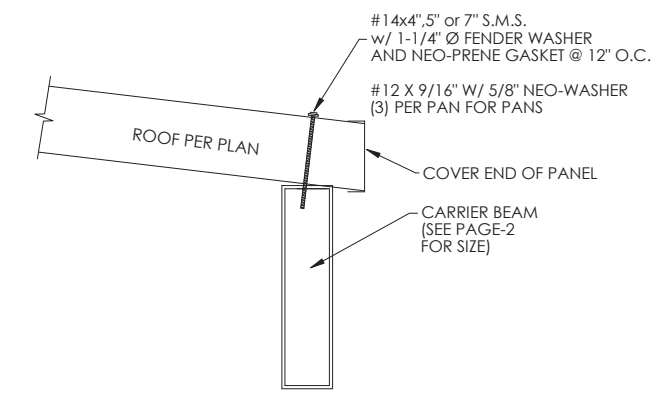 #14x4",5" or 7" S.M.S.
w/ 1-1/4" Ø FENDER WASHER
AND NEO-PRENE GASKET @ 12" O.C.
#12 X 9/16" W/ 5/8" NEO-WASHER
(3) PER PAN FOR PANS
ROOF PER PLAN
COVER END OF PANEL
CARRIER BEAM
(SEE PAGE-2
FOR SIZE)